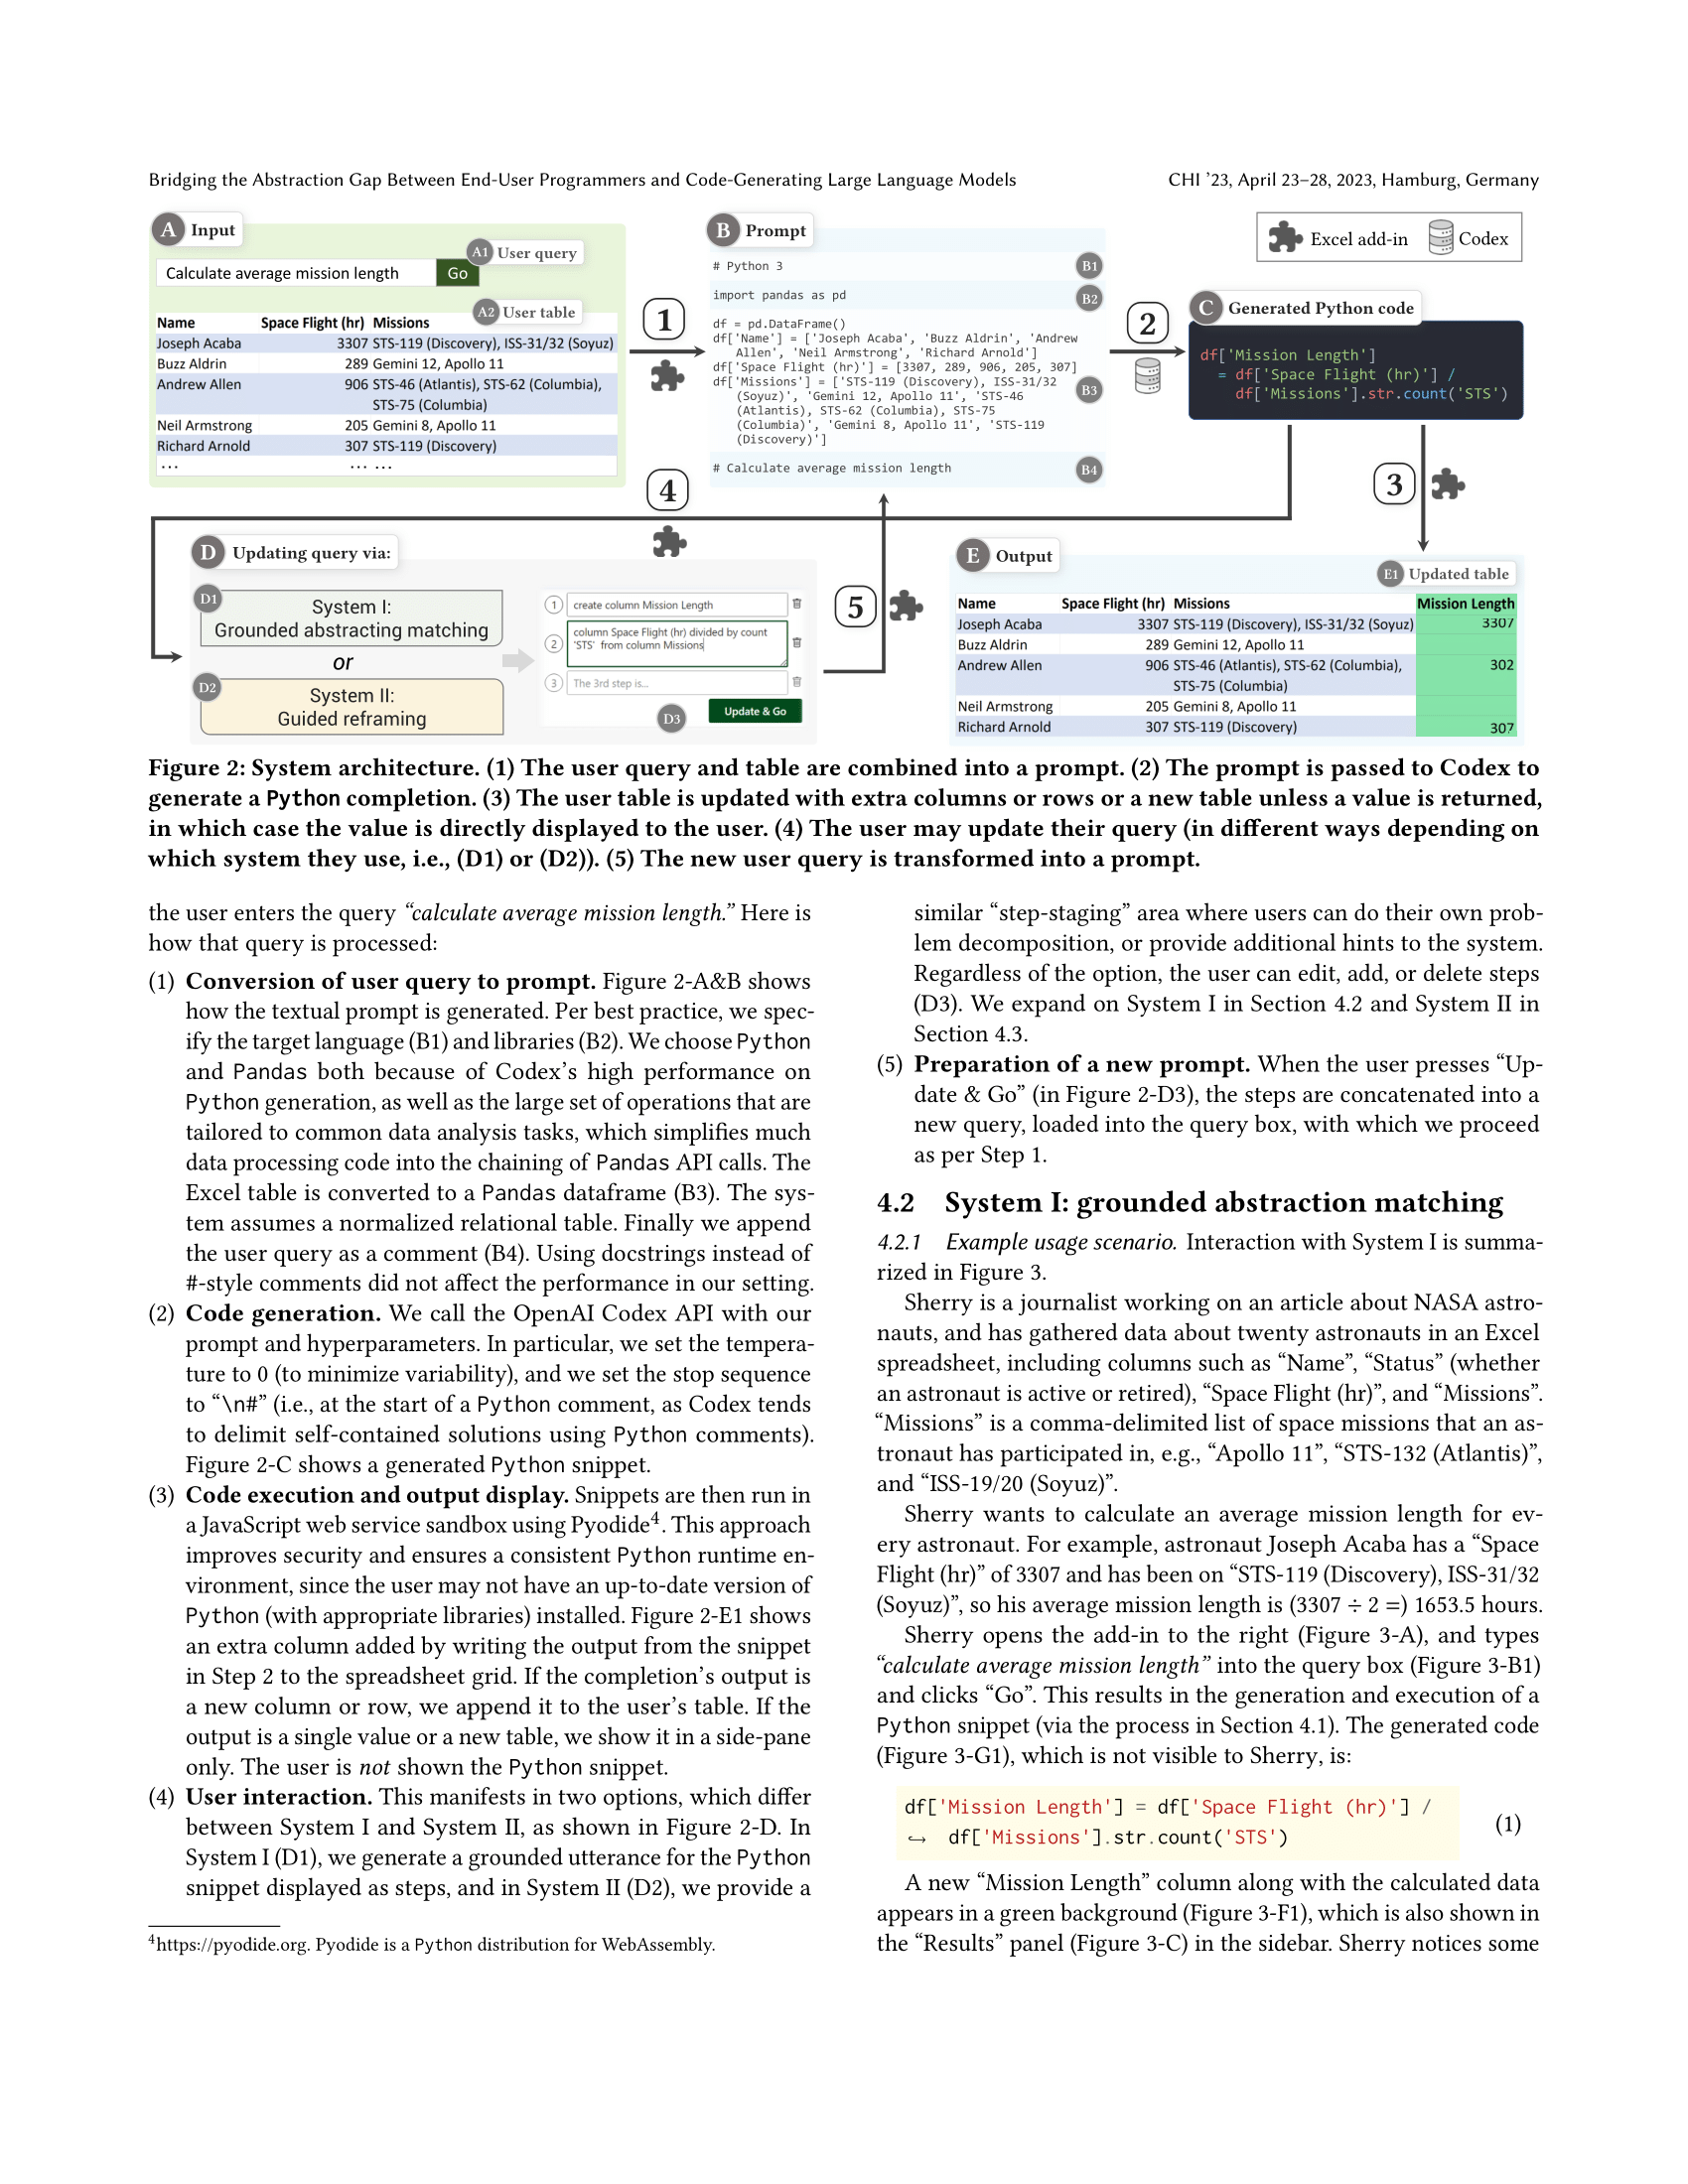 Bridging the Abstraction Gap Between End-User Programmers and Code-Generating Large Language Models
CHI ’23, April 23–28, 2023, Hamburg, Germany
A Input
A1 User query
Calculate average mission length Go
A2 User table
Name Space Flight (hr) Missions
Joseph Acaba 3307 STS-119 (Discovery), ISS-31/32 (Soyuz)
Buzz Aldrin 289 Gemini 12, Apollo 11
Andrew Allen 906 STS-46 (Atlantis), STS-62 (Columbia),
STS-75 (Columbia)
Neil Armstrong 205 Gemini 8, Apollo 11
Richard Arnold 307 STS-119 (Discovery)
... ... ...
1
B Prompt
# Python 3 B1
import pandas as pd B2
df = pd.DataFrame()
df['Name'] = ['Joseph Acaba', 'Buzz Aldrin', 'Andrew
Allen', 'Neil Armstrong', 'Richard Arnold']
df['Space Flight (hr)'] = [3307, 289, 906, 205, 307]
df['Missions'] = ['STS-119 (Discovery), ISS-31/32
(Soyuz)', 'Gemini 12, Apollo 11', 'STS-46 B3
(Atlantis), STS-62 (Columbia), STS-75
(Columbia)', 'Gemini 8, Apollo 11', 'STS-119
(Discovery)']
# Calculate average mission length B4
2
Excel add-in Codex
C Generated Python code
df['Mission Length']
= df['Space Flight (hr)'] /
df['Missions'].str.count('STS')
3
4
D Updating query via:
D1
System I:
Grounded abstracting matching
or
D2
System II:
Guided reframing
1 create column Mission Length
2 column Space Flight (hr) divided by count
'STS' from column Missions
3 The 3rd step is...
D3 Update & Go
5
E Output
E1 Updated table
Name Space Flight (hr) Missions Mission Length
Joseph Acaba 3307 STS-119 (Discovery), ISS-31/32 (Soyuz) 3307
Buzz Aldrin 289 Gemini 12, Apollo 11
Andrew Allen 906 STS-46 (Atlantis), STS-62 (Columbia), 302
STS-75 (Columbia)
Neil Armstrong 205 Gemini 8, Apollo 11
Richard Arnold 307 STS-119 (Discovery) 307
Figure 2: System architecture. (1) The user query and table are combined into a prompt. (2) The prompt is passed to Codex to
generate a Python completion. (3) The user table is updated with extra columns or rows or a new table unless a value is returned,
in which case the value is directly displayed to the user. (4) The user may update their query (in different ways depending on
which system they use, i.e., (D1) or (D2)). (5) The new user query is transformed into a prompt.
the user enters the query “calculate average mission length.” Here is
how that query is processed:
(1) Conversion of user query to prompt. Figure 2-A&B shows
how the textual prompt is generated. Per best practice, we spec-
ify the target language (B1) and libraries (B2). We choose Python
and Pandas both because of Codex’s high performance on
Python generation, as well as the large set of operations that are
tailored to common data analysis tasks, which simplifies much
data processing code into the chaining of Pandas API calls. The
Excel table is converted to a Pandas dataframe (B3). The sys-
tem assumes a normalized relational table. Finally we append
the user query as a comment (B4). Using docstrings instead of
#-style comments did not affect the performance in our setting.
(2) Code generation. We call the OpenAI Codex API with our
prompt and hyperparameters. In particular, we set the tempera-
ture to 0 (to minimize variability), and we set the stop sequence
to “\n#” (i.e., at the start of a Python comment, as Codex tends
to delimit self-contained solutions using Python comments).
Figure 2-C shows a generated Python snippet.
(3) Code execution and output display. Snippets are then run in
a JavaScript web service sandbox using Pyodide4. This approach
improves security and ensures a consistent Python runtime en-
vironment, since the user may not have an up-to-date version of
Python (with appropriate libraries) installed. Figure 2-E1 shows
an extra column added by writing the output from the snippet
in Step 2 to the spreadsheet grid. If the completion’s output is
a new column or row, we append it to the user’s table. If the
output is a single value or a new table, we show it in a side-pane
only. The user is not shown the Python snippet.
(4) User interaction. This manifests in two options, which differ
between System I and System II, as shown in Figure 2-D. In
System I (D1), we generate a grounded utterance for the Python
snippet displayed as steps, and in System II (D2), we provide a
4https://pyodide.org. Pyodide is a Python distribution for WebAssembly.
similar “step-staging” area where users can do their own prob-
lem decomposition, or provide additional hints to the system.
Regardless of the option, the user can edit, add, or delete steps
(D3). We expand on System I in Section 4.2 and System II in
Section 4.3.
(5) Preparation of a new prompt. When the user presses “Up-
date & Go” (in Figure 2-D3), the steps are concatenated into a
new query, loaded into the query box, with which we proceed
as per Step 1.
4.2 System I: grounded abstraction matching
4.2.1 Example usage scenario. Interaction with System I is summa-
rized in Figure 3.
Sherry is a journalist working on an article about NASA astro-
nauts, and has gathered data about twenty astronauts in an Excel
spreadsheet, including columns such as “Name”, “Status” (whether
an astronaut is active or retired), “Space Flight (hr)”, and “Missions”.
“Missions” is a comma-delimited list of space missions that an as-
tronaut has participated in, e.g., “Apollo 11”, “STS-132 (Atlantis)”,
and “ISS-19/20 (Soyuz)”.
Sherry wants to calculate an average mission length for ev-
ery astronaut. For example, astronaut Joseph Acaba has a “Space
Flight (hr)” of 3307 and has been on “STS-119 (Discovery), ISS-31/32
(Soyuz)”, so his average mission length is (3307 ÷ 2 =) 1653.5 hours.
Sherry opens the add-in to the right (Figure 3-A), and types
“calculate average mission length” into the query box (Figure 3-B1)
and clicks “Go”. This results in the generation and execution of a
Python snippet (via the process in Section 4.1). The generated code
(Figure 3-G1), which is not visible to Sherry, is:
df['Mission Length'] = df['Space Flight (hr)'] /
↪ df['Missions'].str.count('STS') (1)
A new “Mission Length” column along with the calculated data
appears in a green background (Figure 3-F1), which is also shown in
the “Results” panel (Figure 3-C) in the sidebar. Sherry notices some